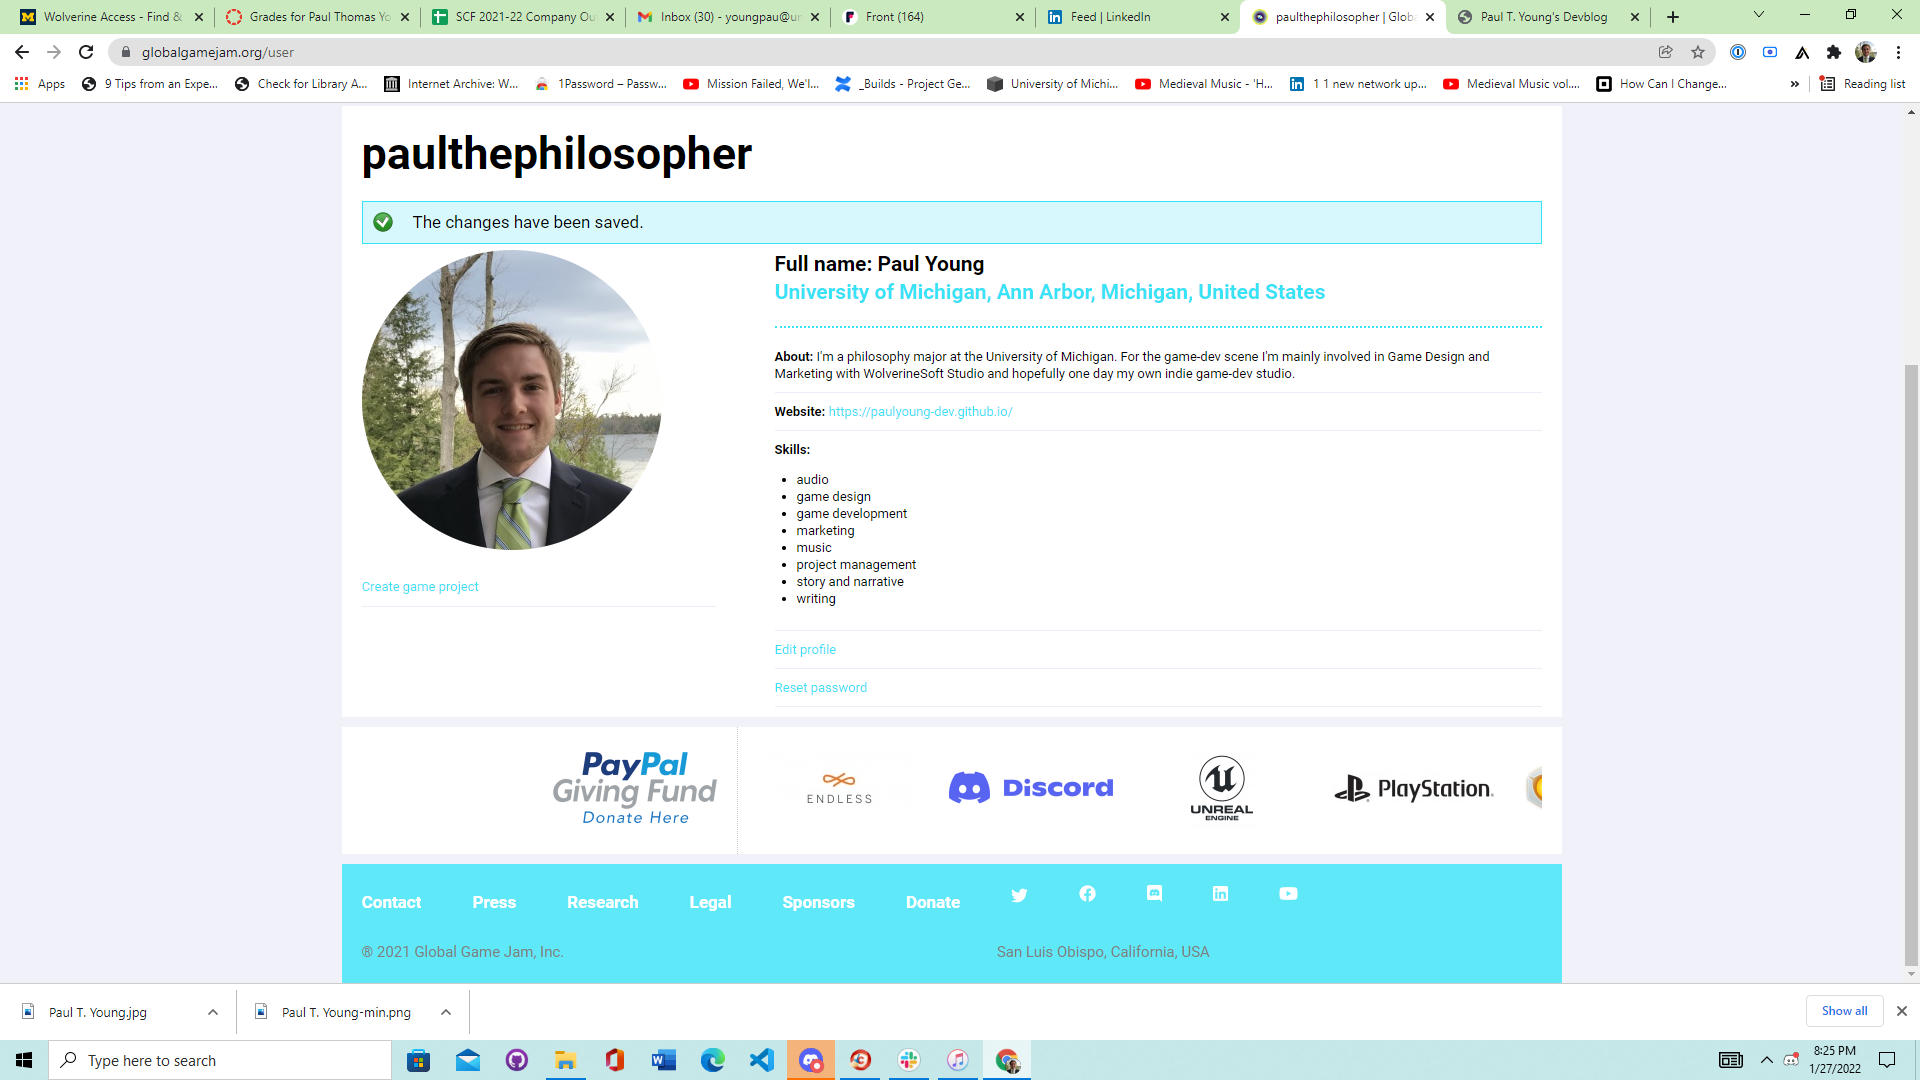 Wolverine Access - Find &
Grades for Paul Thomas Yo
SCF 2021-22 Company Ou
Inbox (30) - youngpau@u
Front (164)
Feed | LinkedIn
paulthephilosopher | Glob
Paul T. Young's Devblog
globalgamejam.org/user
Apps
9 Tips from an Expe...
Check for Library A...
Internet Archive: W...
1Password – Passw...
Mission Failed, We'l...
_Builds - Project Ge...
University of Michi...
Medieval Music - 'H...
1 1 new network up...
Medieval Music vol....
How Can I Change...
»
Reading list
paulthephilosopher
The changes have been saved.
Full name: Paul Young
University of Michigan, Ann Arbor, Michigan, United States
About: I'm a philosophy major at the University of Michigan. For the game-dev scene I'm mainly involved in Game Design and
Marketing with WolverineSoft Studio and hopefully one day my own indie game-dev studio.
Website: https://paulyoung-dev.github.io/
Skills:
• audio
• game design
• game development
• marketing
• music
• project management
• story and narrative
• writing
Create game project
Edit profile
Reset password
PayPal
Giving Fund
Donate Here
ENDLESS
Discord
UNREAL
ENGINE
PlayStation.
Contact
Press
Research
Legal
Sponsors
Donate
® 2021 Global Game Jam, Inc.
San Luis Obispo, California, USA
Paul T. Young.jpg
Paul T. Young-min.png
Show all
Type here to search
8:25 PM
1/27/2022